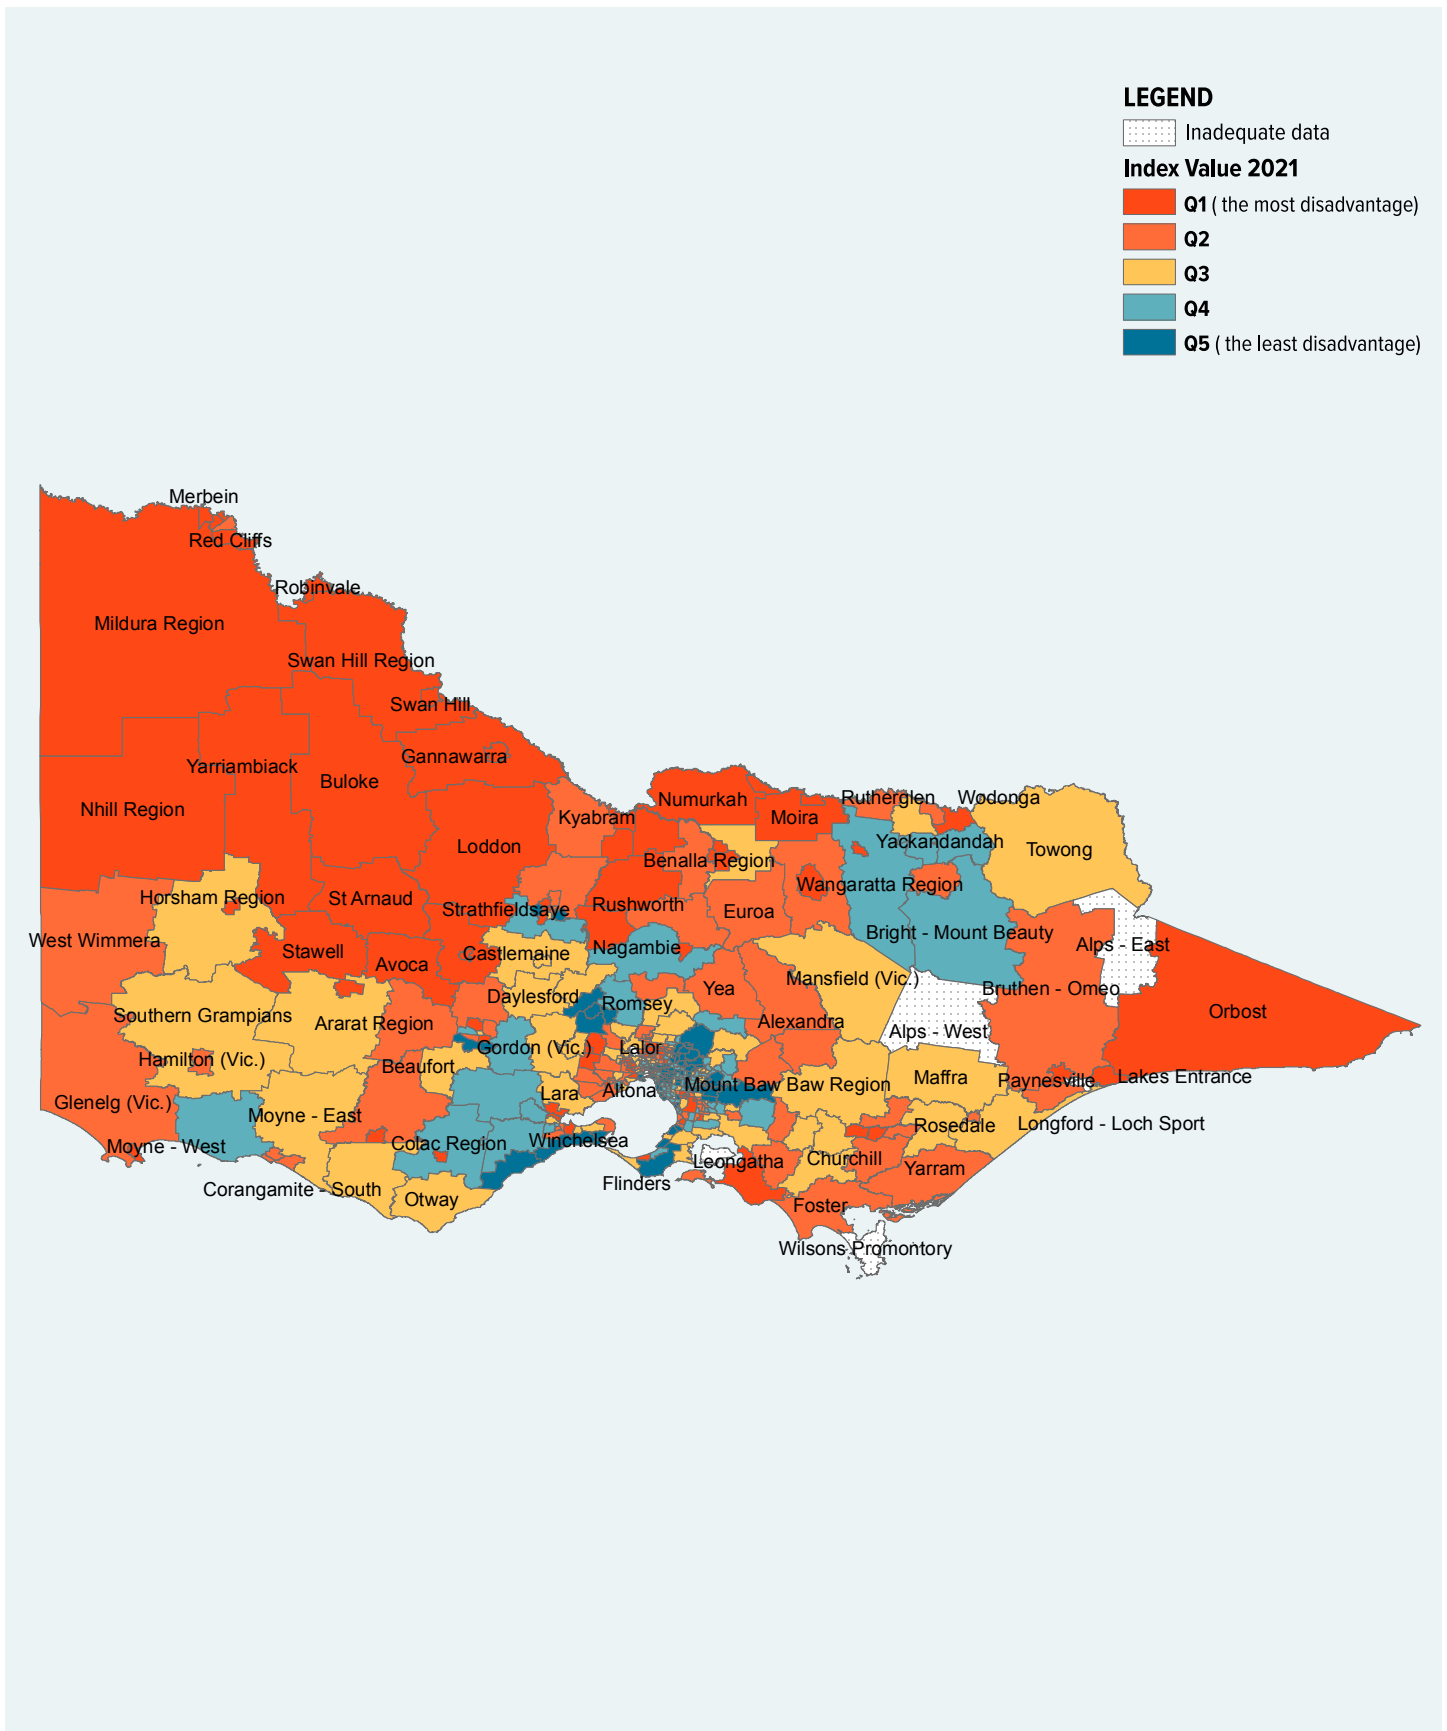 LEGEND
Inadequate data
Index Value 2021
Q1 ( the most disadvantage)
Q2
Q3
Q4
Q5 ( the least disadvantage)
Merbein
Red Cliffs
Robinvale
Mildura Region
Swan Hill Region
Swan Hill
Gannawarra
Yarriambiack
Buloke
Nhill Region
Numurkah
Rutherglen
Wodonga
Kyabram
Moira
Loddon
Yackandandah
Towong
Benalla Region
Wangaratta Region
Horsham Region
St Arnaud
Strathfieldsaye
Rushworth
Euroa
West Wimmera
Bright - Mount Beauty
Alps - East
Stawell
Castlemaine
Nagambie
Avoca
Mansfield (Vic.)
Daylesford
Romsey
Yea
Bruthen - Omeo
Southern Grampians
Ararat Region
Alexandra
Alps - West
Orbost
Gordon (Vic.)
Lalor
Hamilton (Vic.)
Beaufort
Mount Baw Baw Region
Maffra
Paynesville
Lakes Entrance
Lara
Altona
Glenelg (Vic.)
Moyne - East
Rosedale
Longford - Loch Sport
Moyne - West
Colac Region
Winchelsea
Leongatha
Churchill
Yarram
Corangamite - South
Otway
Flinders
Foster
Wilsons Promontory